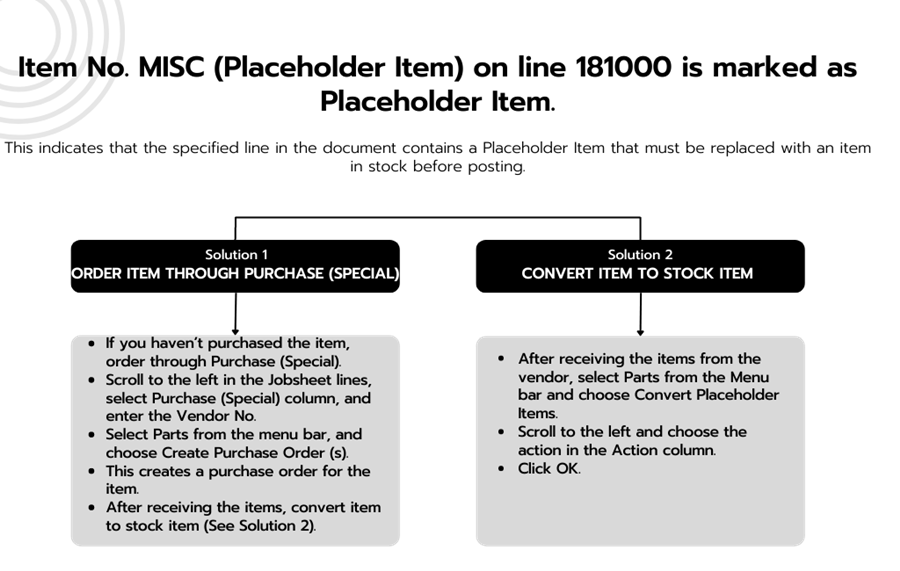 Item No. MISC (Placeholder Item) on line 181000 is marked as
Placeholder Item.
This indicates that the specified line in the document contains a Placeholder Item that must be replaced with an item
in stock before posting.
Solution 1
ORDER ITEM THROUGH PURCHASE (SPECIAL)
• If you haven't purchased the item,
order through Purchase (Special).
• Scroll to the left in the Jobsheet lines,
select Purchase (Special) column, and
enter the Vendor No.
• Select Parts from the menu bar, and
choose Create Purchase Order (s).
• This creates a purchase order for the
item.
• After receiving the items, convert item
to stock item (See Solution 2).
Solution 2
CONVERT ITEM TO STOCK ITEM
• After receiving the items from the
vendor, select Parts from the Menu
bar and choose Convert Placeholder
Items.
• Scroll to the left and choose the
action in the Action column.
• Click OK.